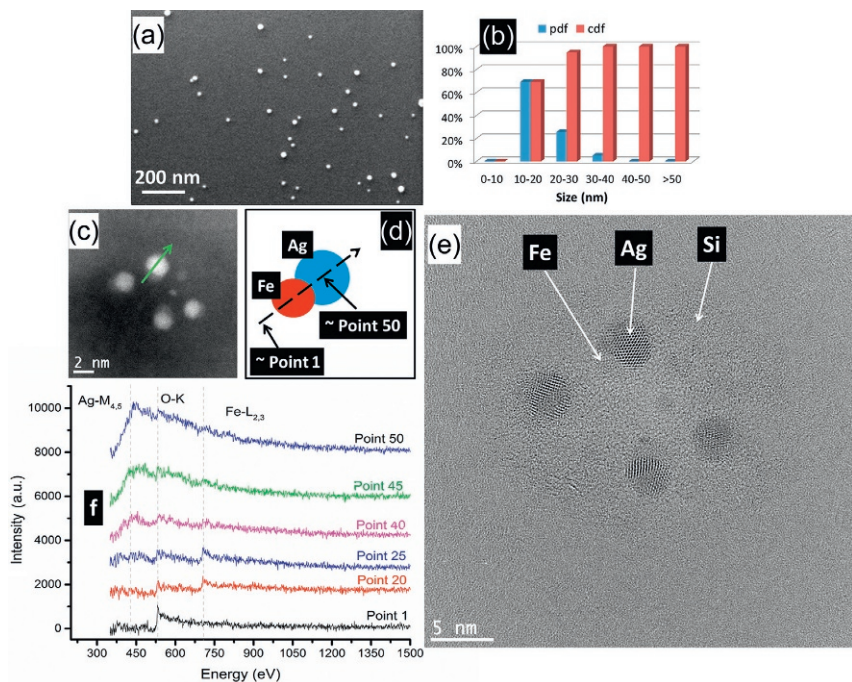 (a)
200 nm
(b)
pdf cdf
100%
80%
60%
40%
20%
0%
0-10 10-20 20-30 30-40 40-50 >50
Size (nm)
(c)
2 nm
(d)
Ag
Fe
~ Point 50
~ Point 1
(e)
Fe
Ag
Si
5 nm
f
Ag-M4,5 O-K Fe-L2,3
10000
8000
6000
4000
2000
0
Intensity (a.u.)
Point 50
Point 45
Point 40
Point 25
Point 20
Point 1
300 450 600 750 900 1050 1200 1350 1500
Energy (eV)